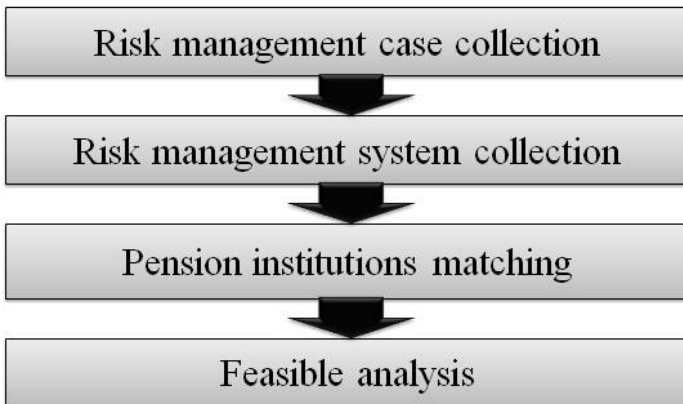 Risk management case collection
Risk management system collection
Pension institutions matching
Feasible analysis